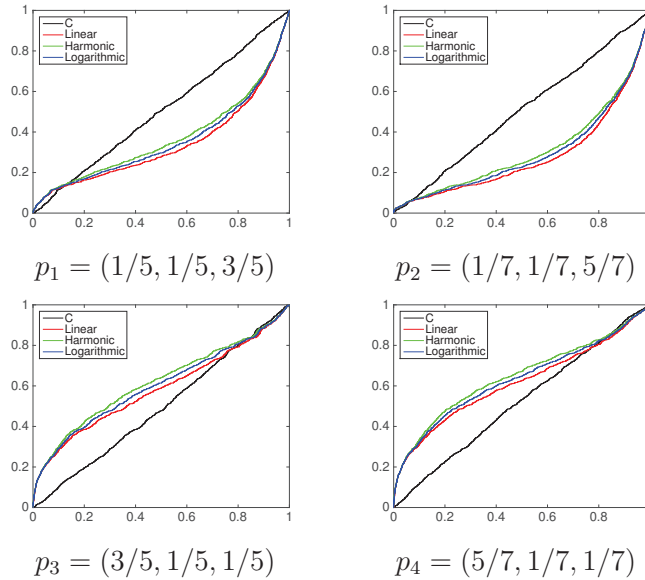 1
0.8
0.6
0.4
0.2
0
C
Linear
Harmonic
Logarithmic
0 0.2 0.4 0.6 0.8 1
1
0.8
0.6
0.4
0.2
0
C
Linear
Harmonic
Logarithmic
0 0.2 0.4 0.6 0.8
p₁ = (1/5, 1/5, 3/5)
p₂ = (1/7, 1/7, 5/7)
1
0.8
0.6
0.4
0.2
0
C
Linear
Harmonic
Logarithmic
0 0.2 0.4 0.6 0.8 1
1
0.8
0.6
0.4
0.2
0
C
Linear
Harmonic
Logarithmic
0 0.2 0.4 0.6 0.8
p₃ = (3/5, 1/5, 1/5)
p₄ = (5/7, 1/7, 1/7)